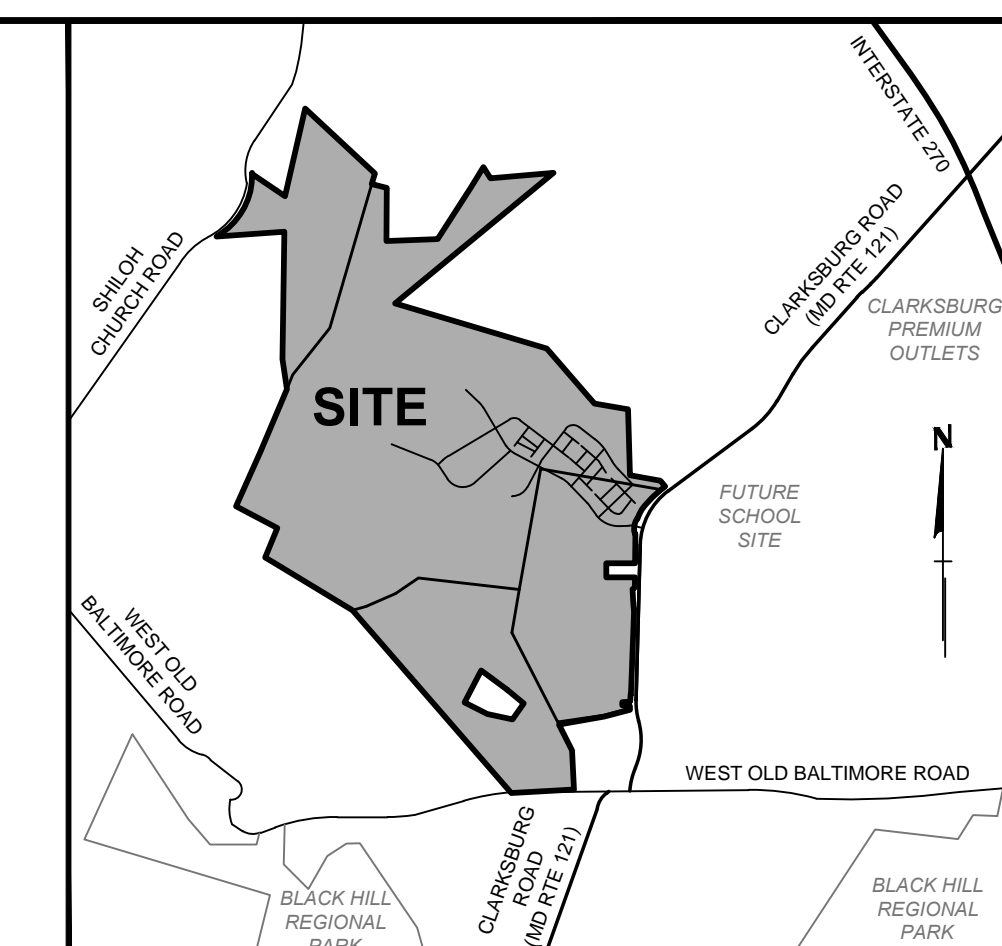 INTERSTATE 270
CLARKSBURG ROAD
(MD RTE 121)
SHILOH
CHURCH ROAD
CLARKSBURG
PREMIUM
OUTLETS
SITE
N
FUTURE
SCHOOL
SITE
WEST OLD
BALTIMORE ROAD
WEST OLD BALTIMORE ROAD
CLARKSBURG
ROAD
(MD RTE 121)
BLACK HILL
REGIONAL
PARK
BLACK HILL
REGIONAL
PARK